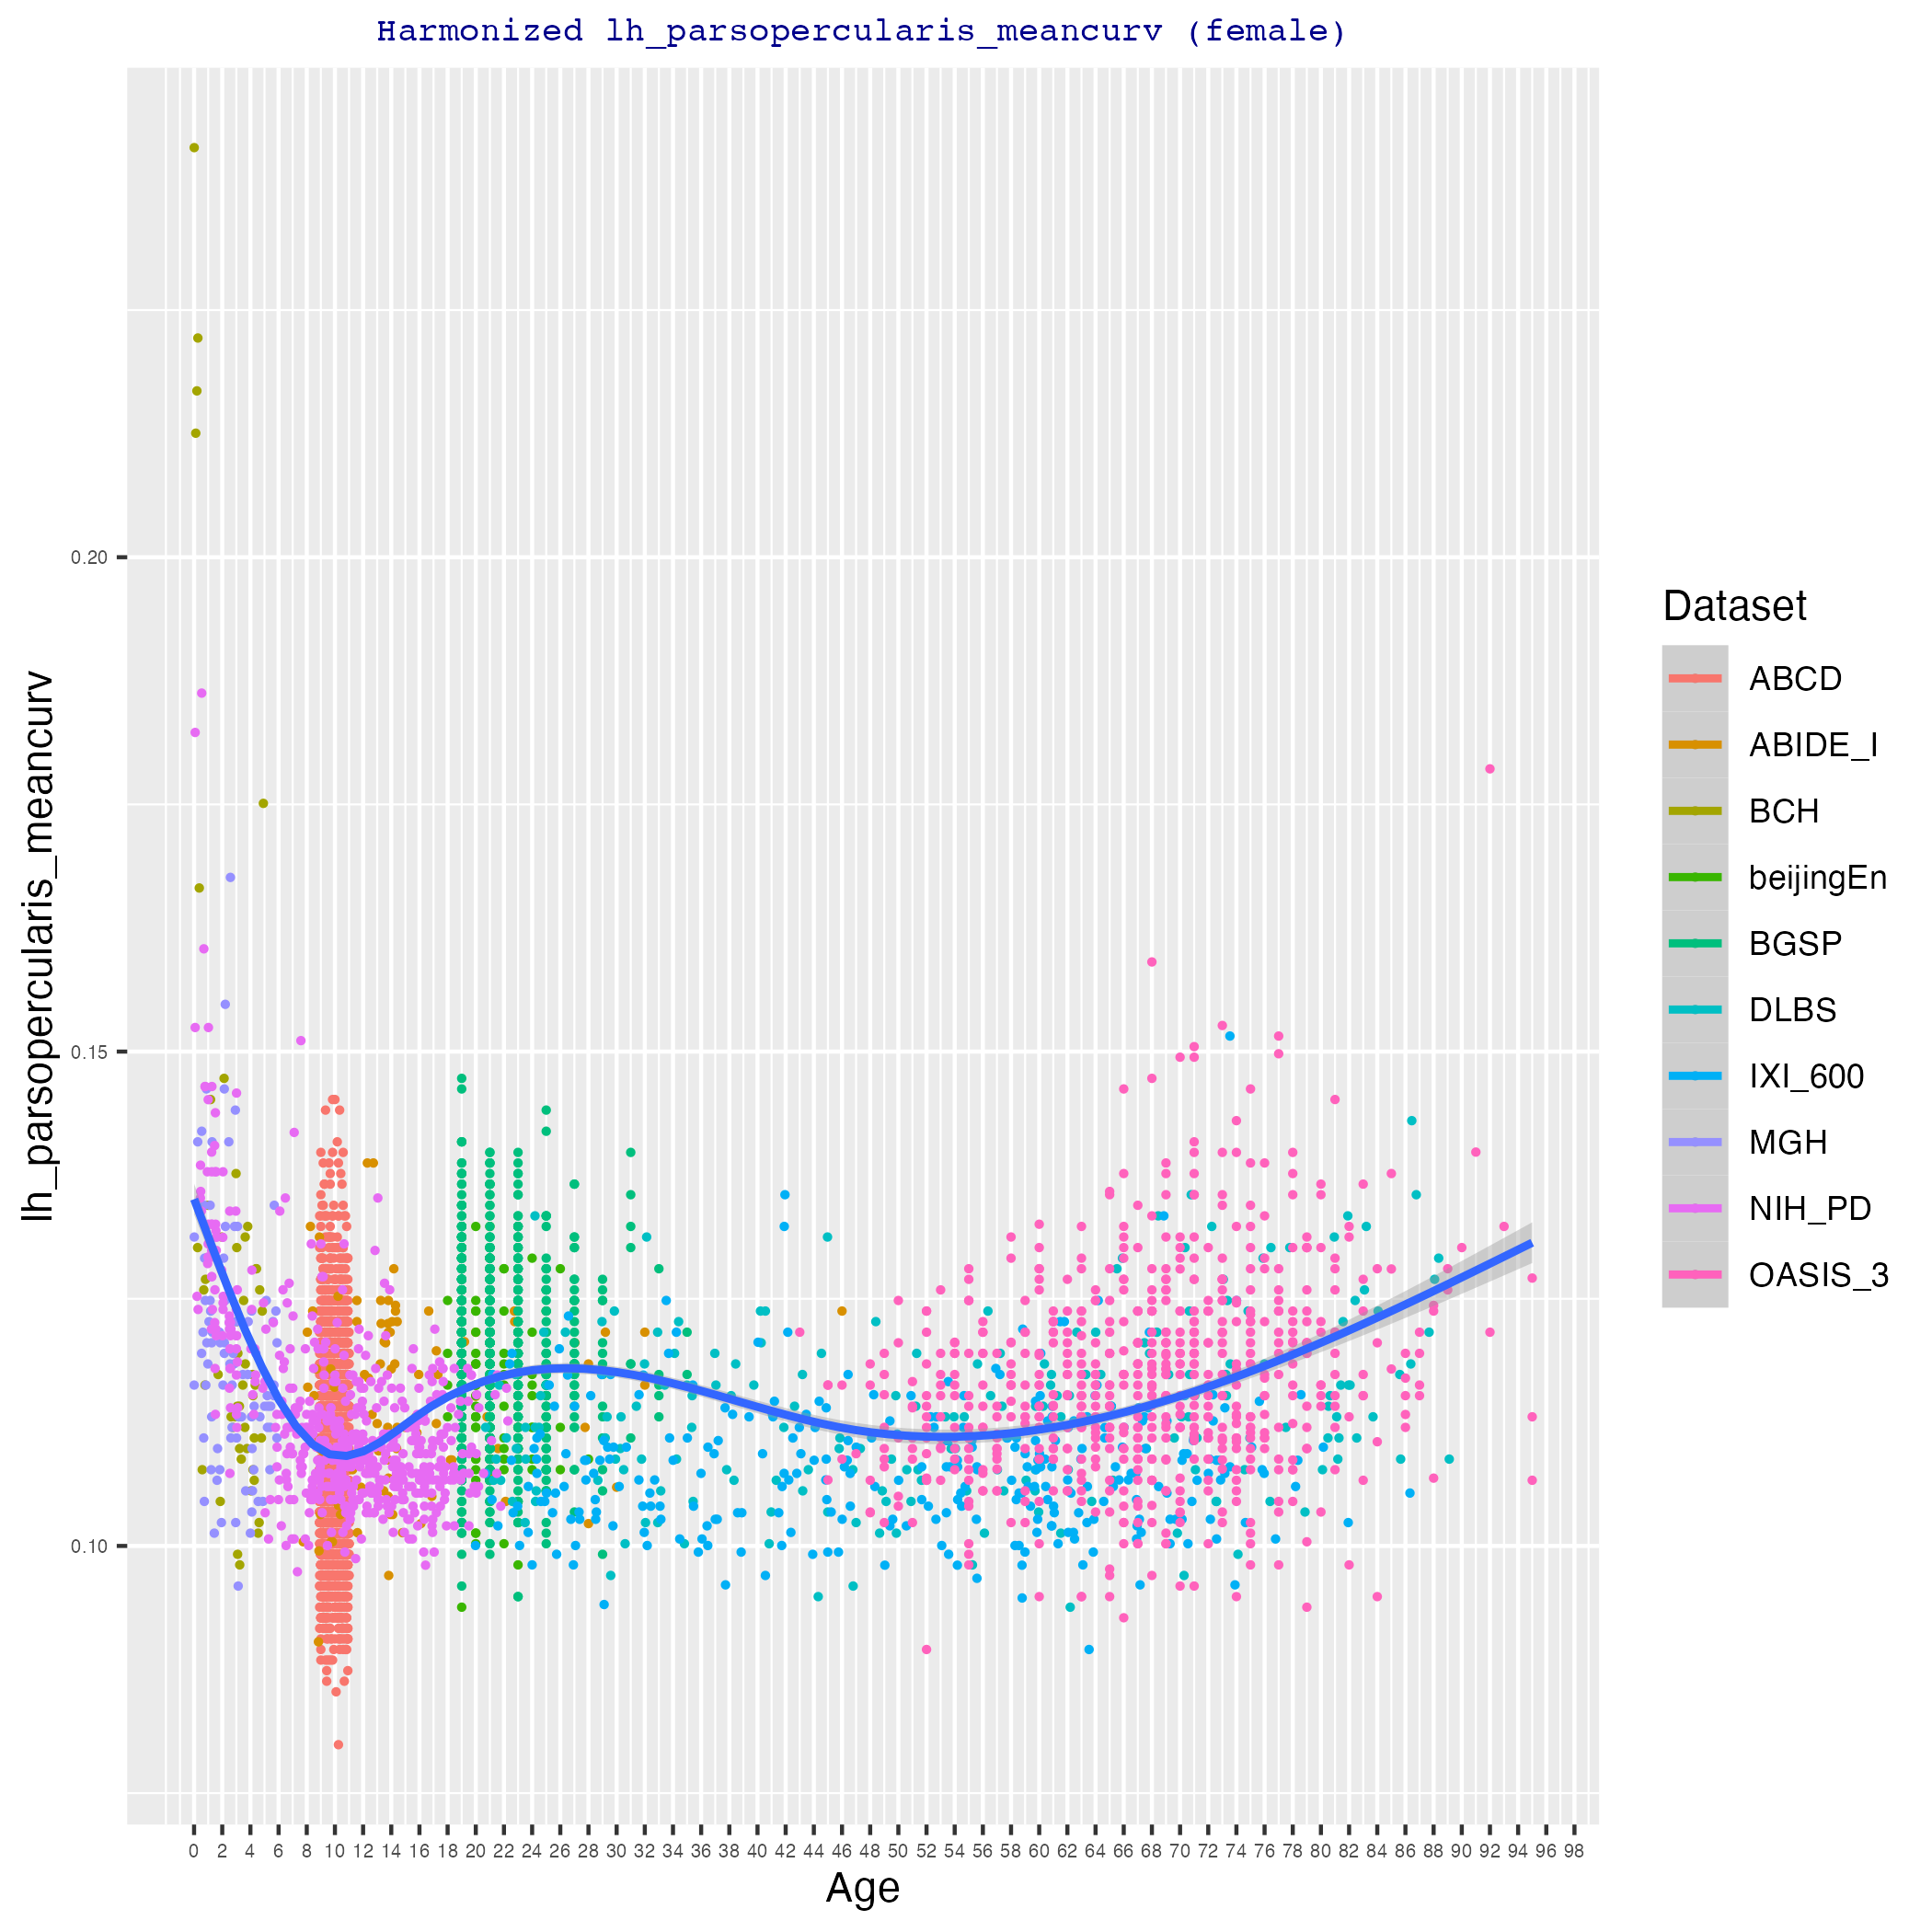 Harmonized lh_parsopercularis_meancurv (female)
lh_parsopercularis_meancurv
0.20
0.15
0.10
0 2 4 6 8 10 12 14 16 18 20 22 24 26 28 30 32 34 36 38 40 42 44 46 48 50 52 54 56 58 60 62 64 66 68 70 72 74 76 78 80 82 84 86 88 90 92 94 96 98
Age
Dataset
ABCD
ABIDE_I
BCH
beijingEn
BGSP
DLBS
IXI_600
MGH
NIH_PD
OASIS_3